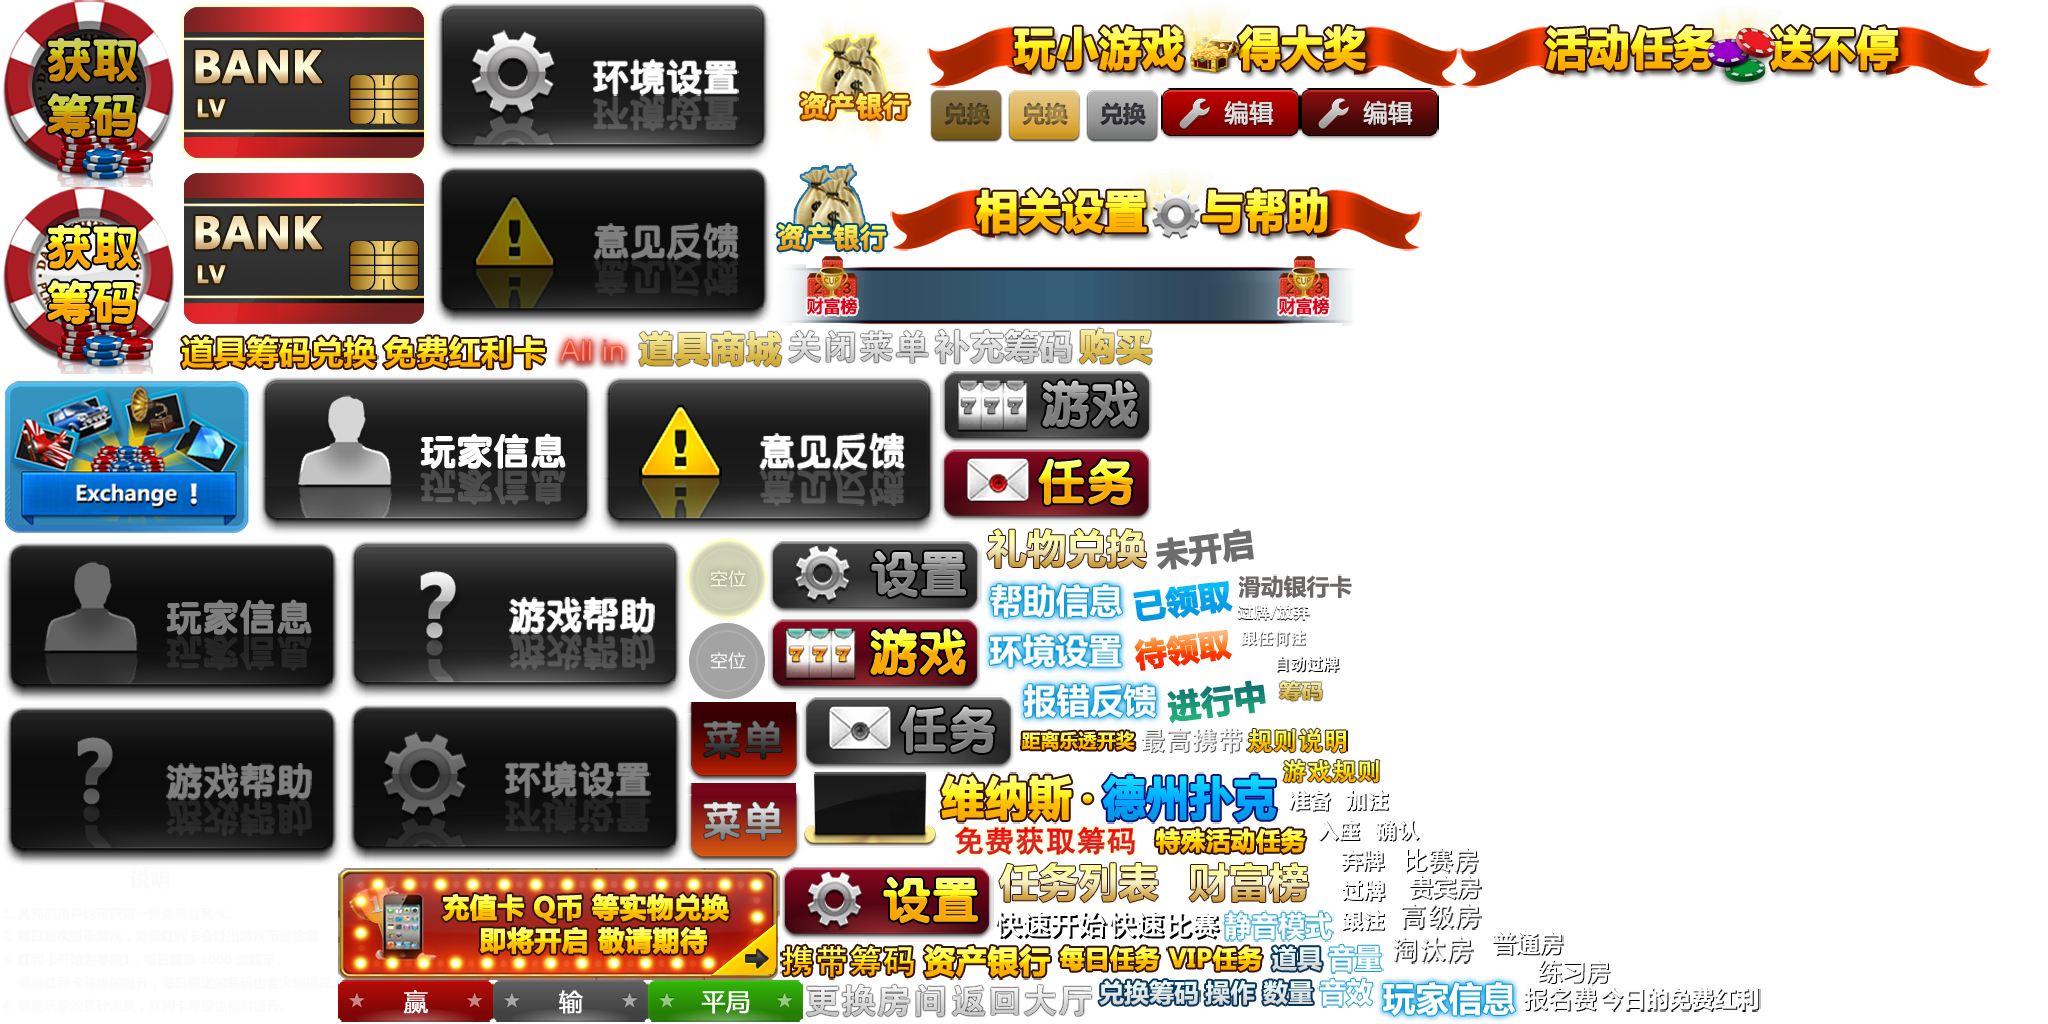 获取
筹码
BANK
LV
环境设置
资产银行
玩小游戏 得大奖
活动任务 送不停
兑换
兑换
兑换
编辑
编辑
获取
筹码
BANK
LV
意见反馈
资产银行
相关设置 与帮助
财富榜
财富榜
道具筹码兑换 免费红利卡 All in 道具商城 关闭菜单 补充筹码 购买
Exchange !
玩家信息
意见反馈
777 游戏
任务
玩家信息
游戏帮助
空位
设置
礼物兑换 未开启
帮助信息 已领取 滑动银行卡
过牌/放弃
空位
777 游戏
环境设置 待领取 跟任何注
自动过牌
报错反馈 进行中 筹码
游戏帮助
环境设置
菜单
任务
距离乐透开奖 最高携带 规则说明
游戏规则
菜单
维纳斯·德州扑克 准备 加注
免费获取筹码 特殊活动任务 入座 确认
充值卡 Q币 等实物兑换
即将开启 敬请期待
设置
任务列表 财富榜 弃牌 比赛房
过牌 贵宾房
快速开始 快速比赛 静音模式 跟注 高级房
携带筹码 资产银行 每日任务 VIP任务 道具 音量 淘汰房 普通房
练习房
赢 输 平局
更换房间 返回大厅 兑换筹码 操作 数量 音效 玩家信息 报名费 今日的免费红利